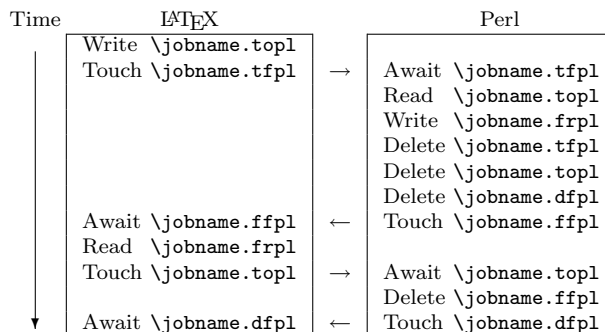 Time LATEX Perl
Write \jobname.topl
Touch \jobname.tfpl → Await \jobname.tfpl
Read \jobname.topl
Write \jobname.frpl
Delete \jobname.tfpl
Delete \jobname.topl
Delete \jobname.dfpl
Await \jobname.ffpl ← Touch \jobname.ffpl
Read \jobname.frpl
Touch \jobname.topl → Await \jobname.topl
Delete \jobname.ffpl
Await \jobname.dfpl ← Touch \jobname.dfpl